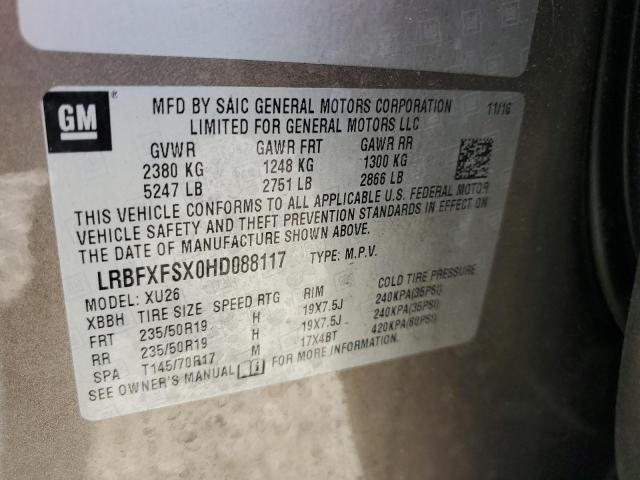 GM
MFD BY SAIC GENERAL MOTORS CORPORATION 11/16
LIMITED FOR GENERAL MOTORS LLC
GVWR GAWR FRT GAWR RR
2380 KG 1248 KG 1300 KG
5247 LB 2751 LB 2866 LB
THIS VEHICLE CONFORMS TO ALL APPLICABLE U.S. FEDERAL MOTOR
VEHICLE SAFETY AND THEFT PREVENTION STANDARDS IN EFFECT ON
THE DATE OF MANUFACTURE SHOWN ABOVE.
LRBFXFSX0HD088117 TYPE: M.P.V.
MODEL: XU26
XBBH TIRE SIZE SPEED RTG RIM COLD TIRE PRESSURE
FRT 235/50R19 H 19X7.5J 240KPA(35PSI)
RR 235/50R19 H 19X7.5J 240KPA(35PSI)
SPA T145/70R17 M 17X4BT 420KPA(60PSI)
SEE OWNER'S MANUAL FOR MORE INFORMATION.